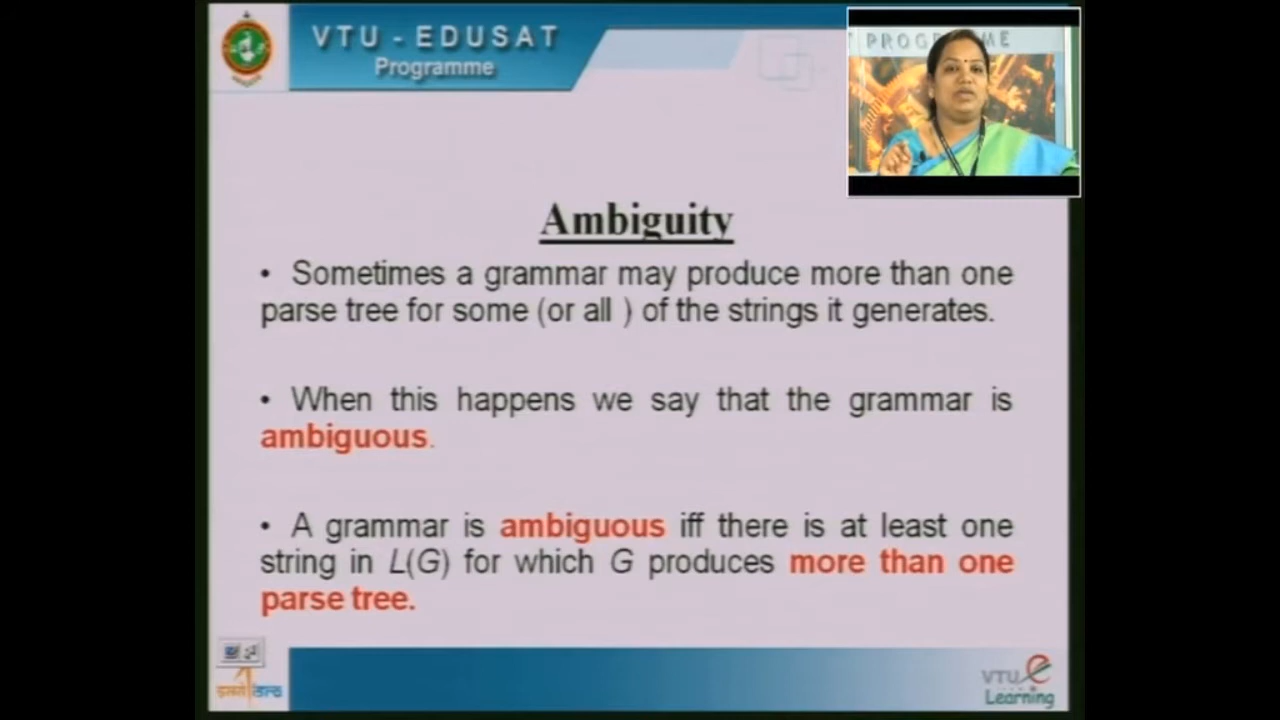 VTU - EDUSAT
Programme
T PROGRAMME
Ambiguity
• Sometimes a grammar may produce more than one
parse tree for some (or all ) of the strings it generates.
• When this happens we say that the grammar is
ambiguous.
• A grammar is ambiguous iff there is at least one
string in L(G) for which G produces more than one
parse tree.
VTU e
Learning